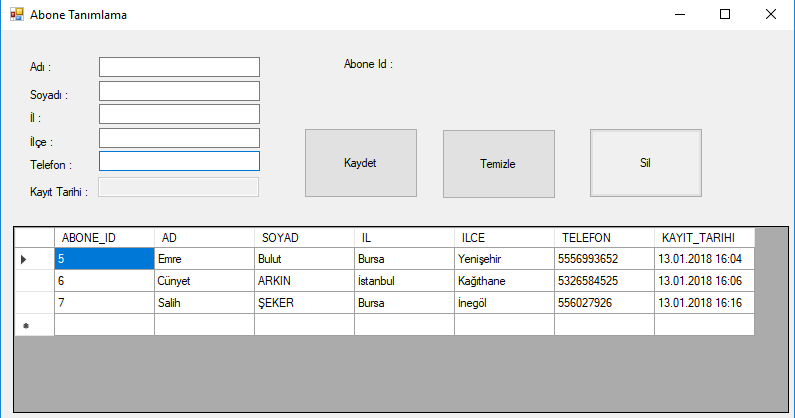 Abone Tanımlama
Adı :
Abone Id :
Soyadı :
İl :
İlçe :
Telefon :
Kayıt Tarihi :
Kaydet
Temizle
Sil
ABONE_ID AD SOYAD IL ILCE TELEFON KAYIT_TARIHI
5 Emre Bulut Bursa Yenişehir 5556993652 13.01.2018 16:04
6 Cünyet ARKIN İstanbul Kağıthane 5326584525 13.01.2018 16:06
7 Salih ŞEKER Bursa İnegöl 556027926 13.01.2018 16:16